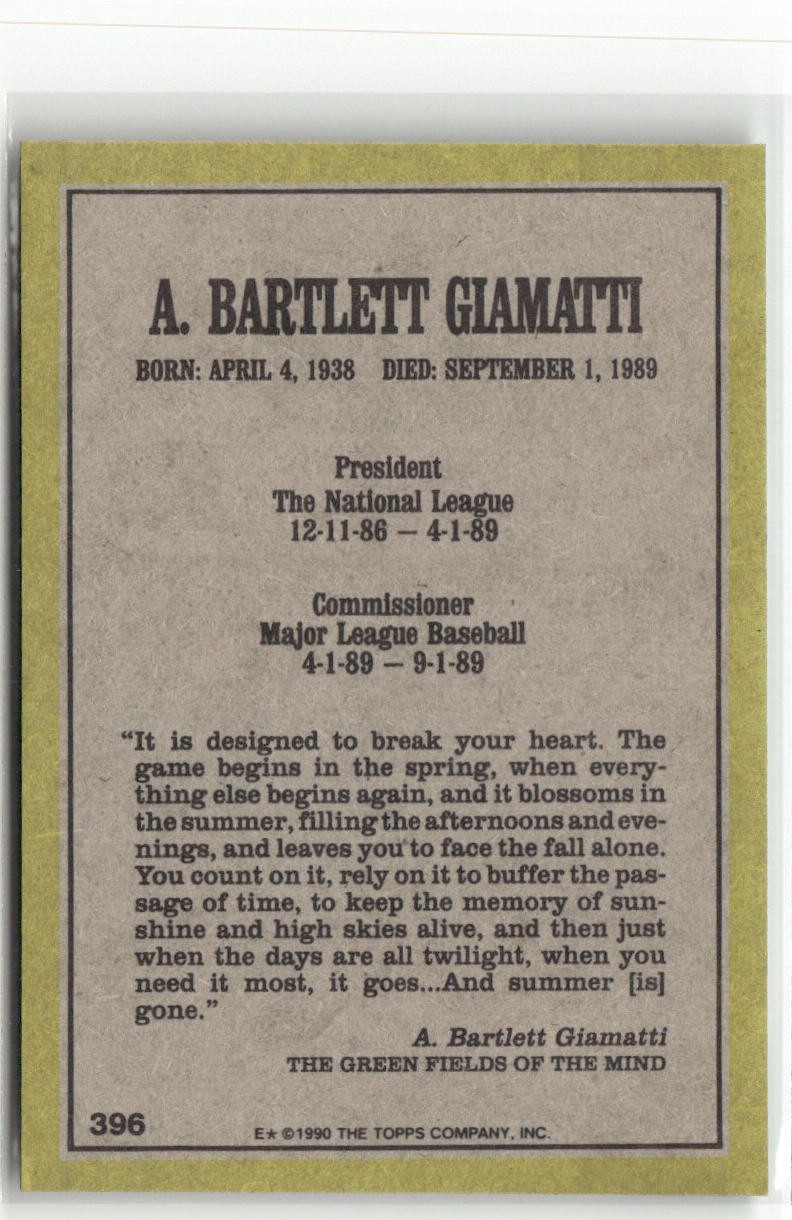 A. BARTLETT GIAMATTI
BORN: APRIL 4, 1938 DIED: SEPTEMBER 1, 1989
President
The National League
12-11-86 — 4-1-89
Commissioner
Major League Baseball
4-1-89 — 9-1-89
“It is designed to break your heart. The
game begins in the spring, when every-
thing else begins again, and it blossoms in
the summer, filling the afternoons and eve-
nings, and leaves you to face the fall alone.
You count on it, rely on it to buffer the pas-
sage of time, to keep the memory of sun-
shine and high skies alive, and then just
when the days are all twilight, when you
need it most, it goes...And summer [is]
gone.”
A. Bartlett Giamatti
THE GREEN FIELDS OF THE MIND
396
E★ ©1990 THE TOPPS COMPANY, INC.